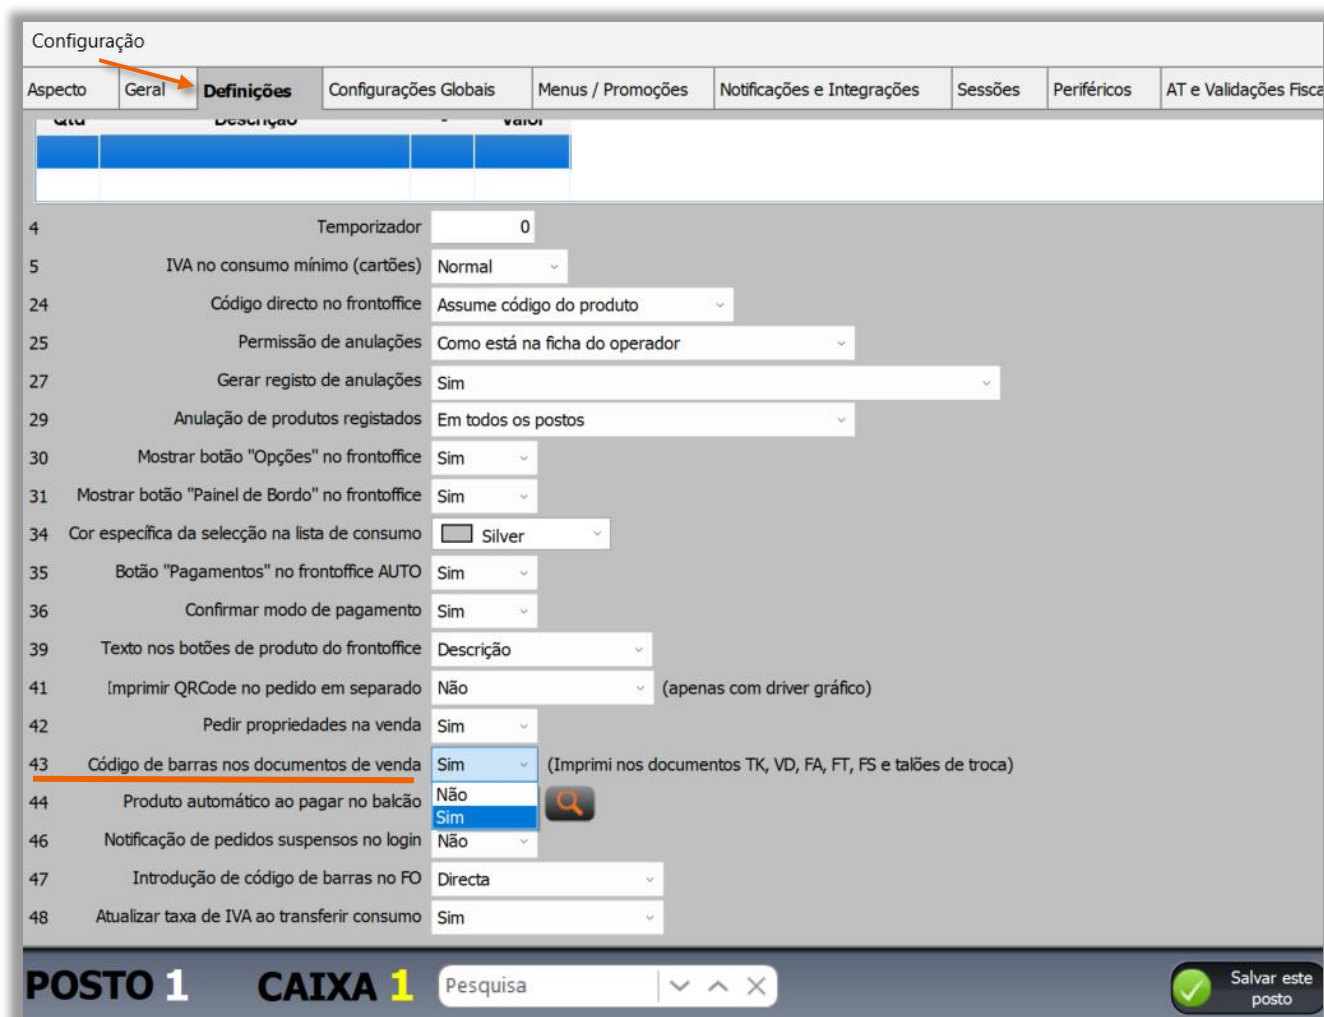 Configuração
Aspecto Geral Definições Configurações Globais Menus / Promoções Notificações e Integrações Sessões Periféricos AT e Validações Fisca
Qtd Descrição - Valor
4 Temporizador 0
5 IVA no consumo mínimo (cartões) Normal
24 Código directo no frontoffice Assume código do produto
25 Permissão de anulações Como está na ficha do operador
27 Gerar registo de anulações Sim
29 Anulação de produtos registados Em todos os postos
30 Mostrar botão "Opções" no frontoffice Sim
31 Mostrar botão "Painel de Bordo" no frontoffice Sim
34 Cor específica da selecção na lista de consumo Silver
35 Botão "Pagamentos" no frontoffice AUTO Sim
36 Confirmar modo de pagamento Sim
39 Texto nos botões de produto do frontoffice Descrição
41 Imprimir QRCode no pedido em separado Não (apenas com driver gráfico)
42 Pedir propriedades na venda Sim
43 Código de barras nos documentos de venda Sim (Imprimi nos documentos TK, VD, FA, FT, FS e talões de troca)
Não
44 Produto automático ao pagar no balcão
Sim
46 Notificação de pedidos suspensos no login Não
47 Introdução de código de barras no FO Directa
48 Atualizar taxa de IVA ao transferir consumo Sim
POSTO 1 CAIXA 1 Pesquisa Salvar este
posto